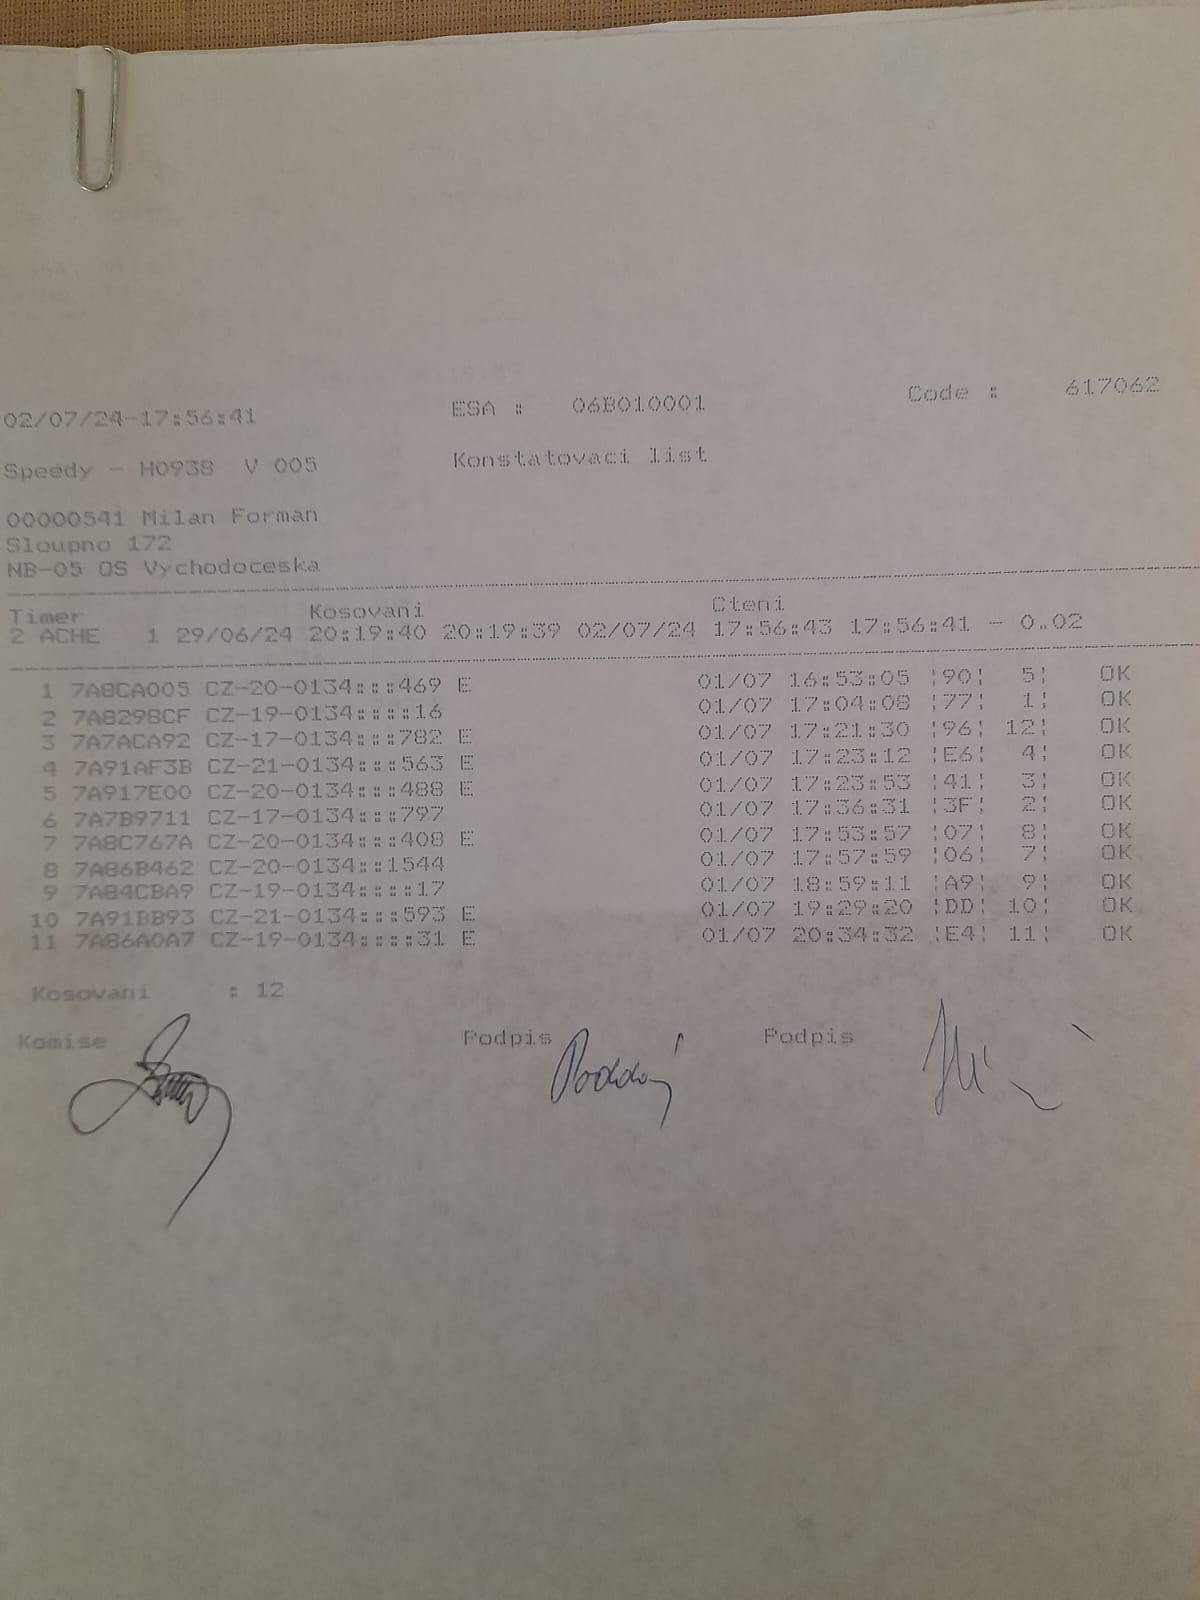 02/07/24-17:56:41 ESA : 06B010001 Code : 617062
Speedy - H0938 V 005 Konstatovaci list
00000541 Milan Forman
Sloupno 172
NB-05 OS Vychodoceska
Timer Kosovani Cteni
2 ACHE 1 29/06/24 20:19:40 20:19:39 02/07/24 17:56:43 17:56:41 - 0.02
1 7A8CA005 CZ-20-0134:::469 E 01/07 16:53:05 ¦90¦ 5¦ OK
2 7A8298CF CZ-19-0134::::16 01/07 17:04:08 ¦77¦ 1¦ OK
3 7A7ACA92 CZ-17-0134:::782 E 01/07 17:21:30 ¦96¦ 12¦ OK
4 7A91AF3B CZ-21-0134:::563 E 01/07 17:23:12 ¦E6¦ 4¦ OK
5 7A917E00 CZ-20-0134:::488 E 01/07 17:23:53 ¦41¦ 3¦ OK
6 7A7B9711 CZ-17-0134:::797 01/07 17:36:31 ¦3F¦ 2¦ OK
7 7A8C767A CZ-20-0134:::408 E 01/07 17:53:57 ¦07¦ 8¦ OK
8 7A86B462 CZ-20-0134::1544 01/07 17:57:59 ¦06¦ 7¦ OK
9 7A84CBA9 CZ-19-0134::::17 01/07 18:59:11 ¦A9¦ 9¦ OK
10 7A91BB93 CZ-21-0134:::593 E 01/07 19:29:20 ¦DD¦ 10¦ OK
11 7A86A0A7 CZ-19-0134::::31 E 01/07 20:34:32 ¦E4¦ 11¦ OK
Kosovani : 12
Komise Podpis Podpis